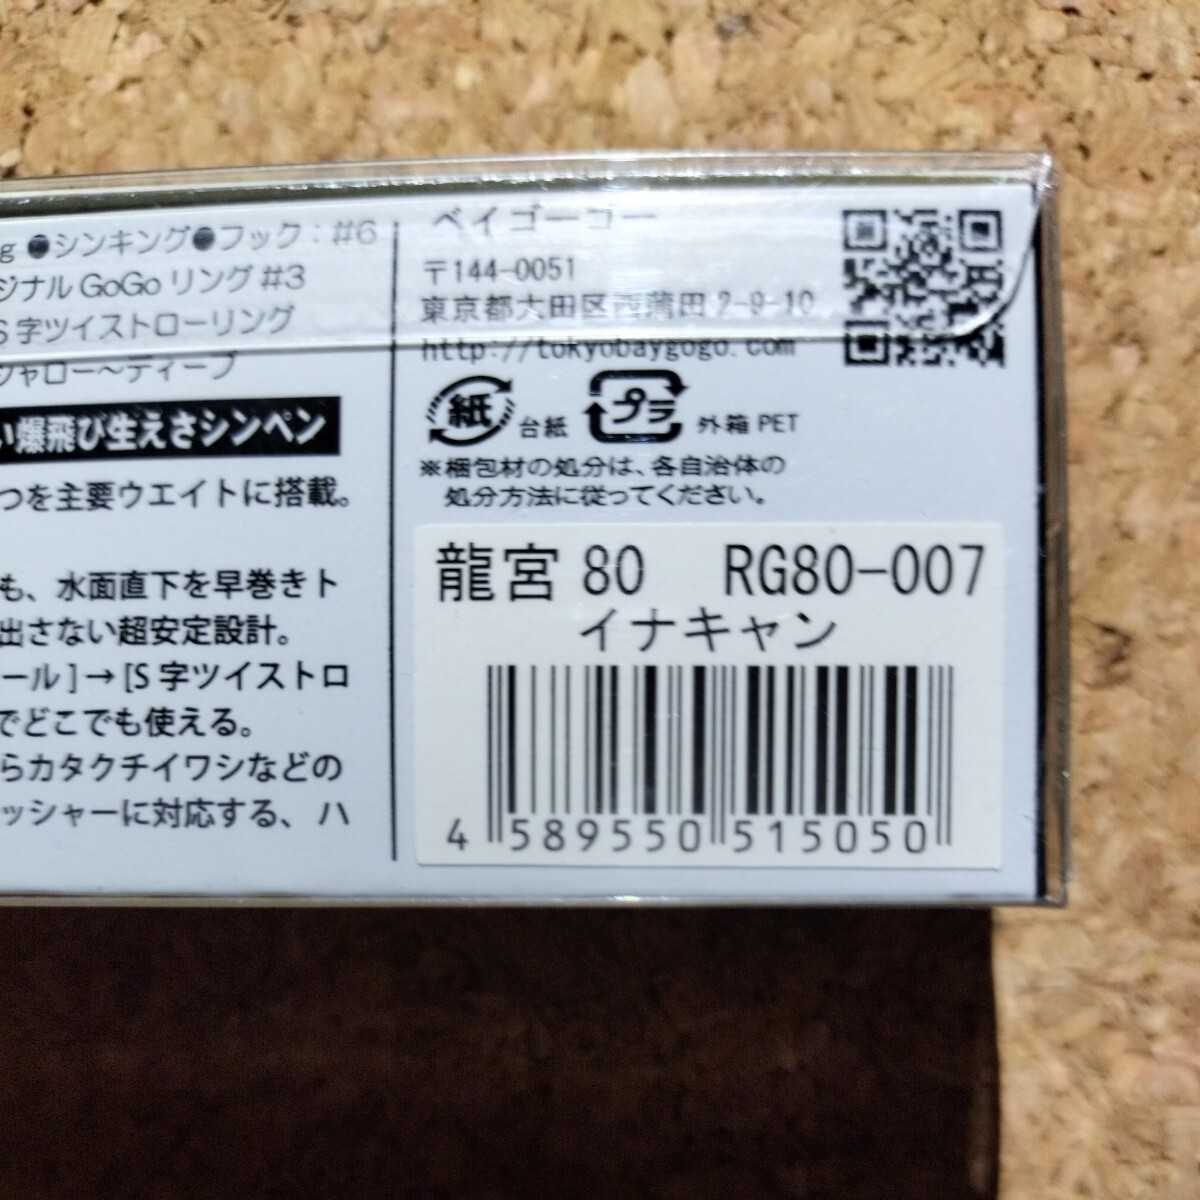 g ●シンキング●フック：#6
ジナル GoGo リング #3
S 字ツイストローリング
シャロー〜ディープ
い爆飛び生えさシンペン
つを主要ウエイトに搭載。
も、水面直下を早巻きト
出さない超安定設計。
ール ] → [S 字ツイストロ
でどこでも使える。
らカタクチイワシなどの
ッシャーに対応する、ハ
ベイゴーゴー
〒144-0051
東京都大田区西蒲田 2-9-10
http://tokyobaygogo.com
紙 台紙 プラ 外箱 PET
※梱包材の処分は、各自治体の
処分方法に従ってください。
龍宮 80 RG80-007
イナキャン
4 589550 515050